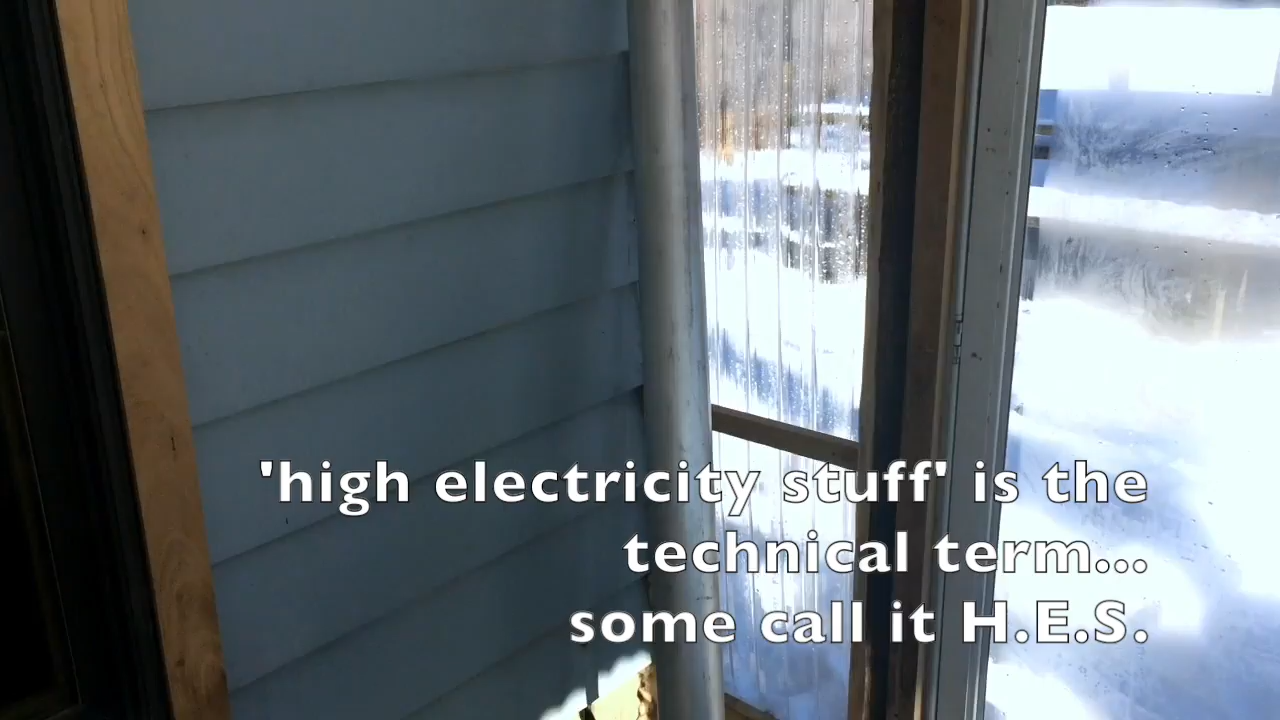 'high electricity stuff' is the
technical term...
some call it H.E.S.